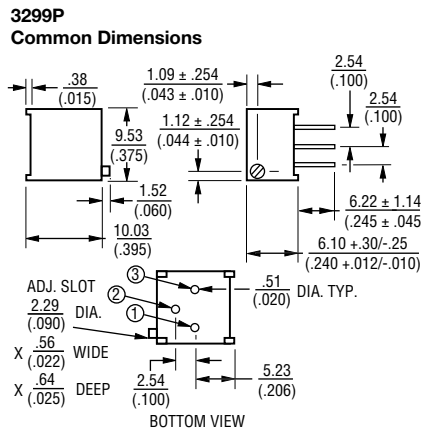 3299P
Common Dimensions
.38
(.015)
9.53
(.375)
1.52
(.060)
10.03
(.395)
1.09 ± .254
(.043 ± .010)
1.12 ± .254
(.044 ± .010)
2.54
(.100)
2.54
(.100)
6.22 ± 1.14
(.245 ± .045
6.10 +.30/-.25
(.240 +.012/-.010)
ADJ. SLOT
2.29 DIA.
(.090)
X .56 WIDE
(.022)
X .64 DEEP
(.025)
3
2
1
.51 DIA. TYP.
(.020)
2.54
(.100)
5.23
(.206)
BOTTOM VIEW